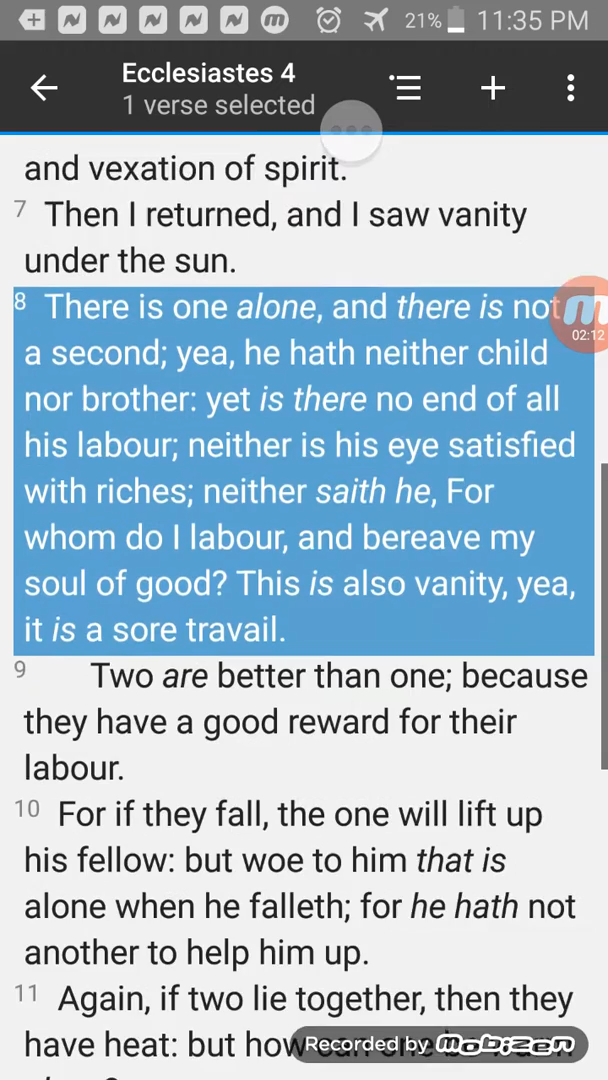 21% 11:35 PM
Ecclesiastes 4
1 verse selected
and vexation of spirit.
7 Then I returned, and I saw vanity
under the sun.
8 There is one alone, and there is not
a second; yea, he hath neither child
02:12
nor brother: yet is there no end of all
his labour; neither is his eye satisfied
with riches; neither saith he, For
whom do I labour, and bereave my
soul of good? This is also vanity, yea,
it is a sore travail.
9 Two are better than one; because
they have a good reward for their
labour.
10 For if they fall, the one will lift up
his fellow: but woe to him that is
alone when he falleth; for he hath not
another to help him up.
11 Again, if two lie together, then they
have heat: but how
Recorded by mobizen